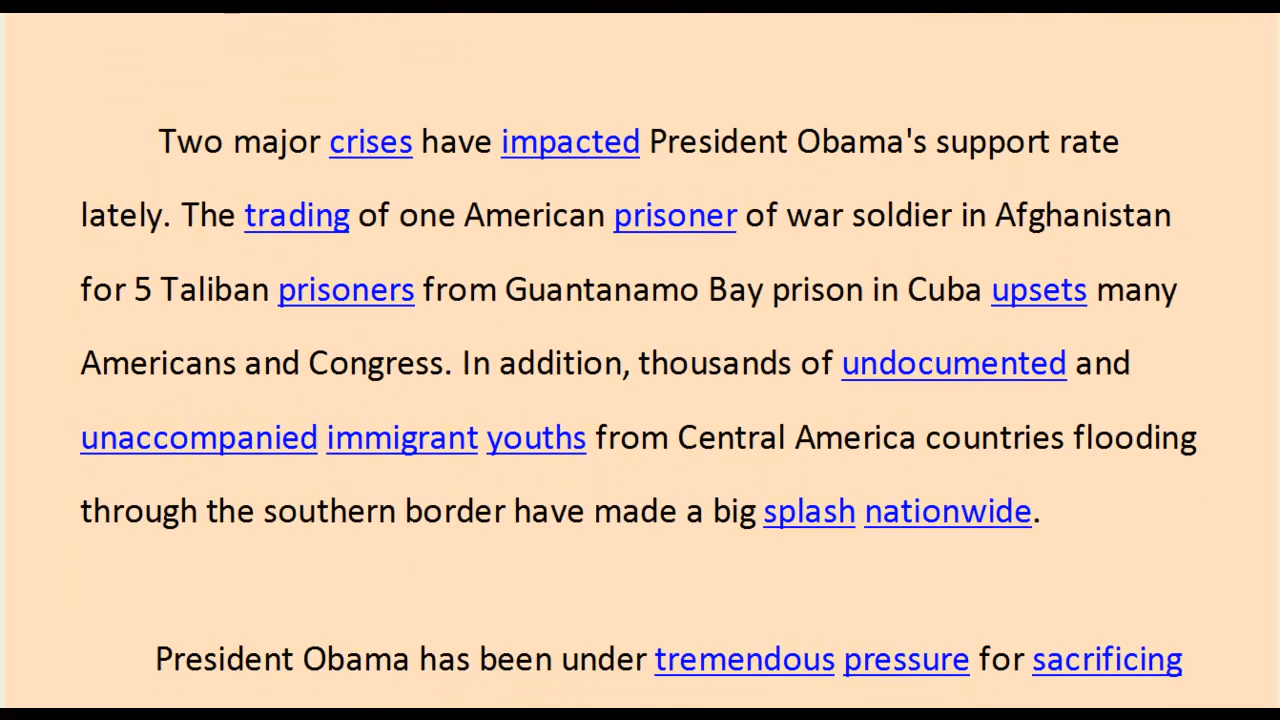 Two major crises have impacted President Obama's support rate
lately. The trading of one American prisoner of war soldier in Afghanistan
for 5 Taliban prisoners from Guantanamo Bay prison in Cuba upsets many
Americans and Congress. In addition, thousands of undocumented and
unaccompanied immigrant youths from Central America countries flooding
through the southern border have made a big splash nationwide.
President Obama has been under tremendous pressure for sacrificing